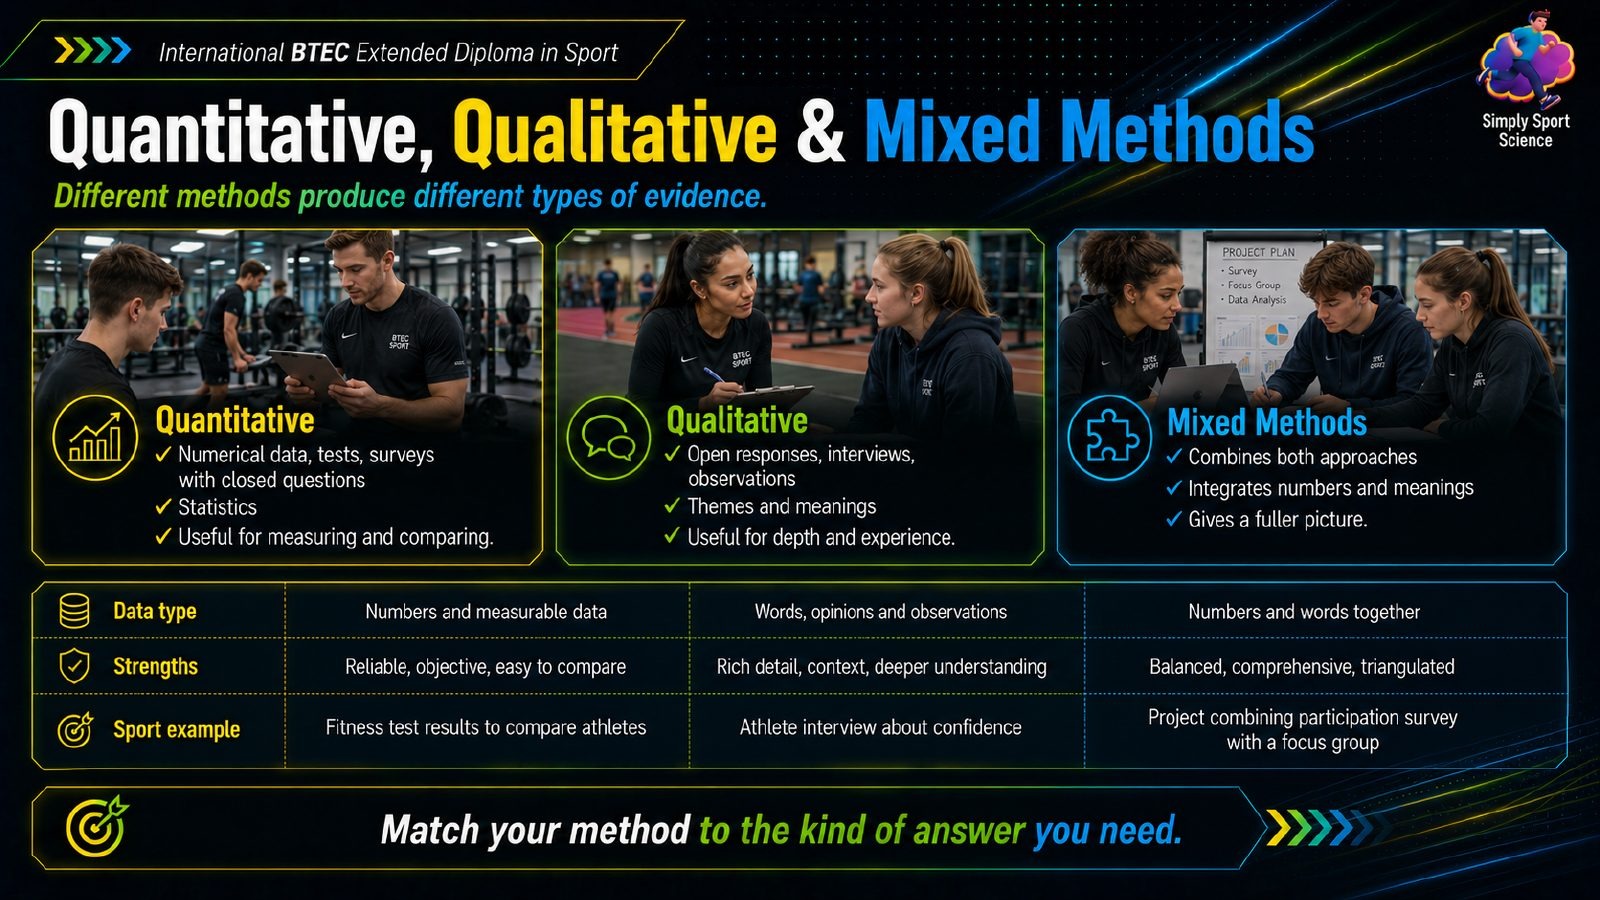 International BTEC Extended Diploma in Sport
Simply Sport
Science
Quantitative, Qualitative & Mixed Methods
Different methods produce different types of evidence.
BTEC
SPORT
BTEC
SPORT
PROJECT PLAN
• Survey
• Focus Group
• Data Analysis
BTEC
SPORT
Quantitative
✓ Numerical data, tests, surveys
with closed questions
✓ Statistics
✓ Useful for measuring and comparing.
Qualitative
✓ Open responses, interviews,
observations
✓ Themes and meanings
✓ Useful for depth and experience.
Mixed Methods
✓ Combines both approaches
✓ Integrates numbers and meanings
✓ Gives a fuller picture.
Data type
Numbers and measurable data
Words, opinions and observations
Numbers and words together
Strengths
Reliable, objective, easy to compare
Rich detail, context, deeper understanding
Balanced, comprehensive, triangulated
Sport example
Fitness test results to compare athletes
Athlete interview about confidence
Project combining participation survey
with a focus group
Match your method to the kind of answer you need.